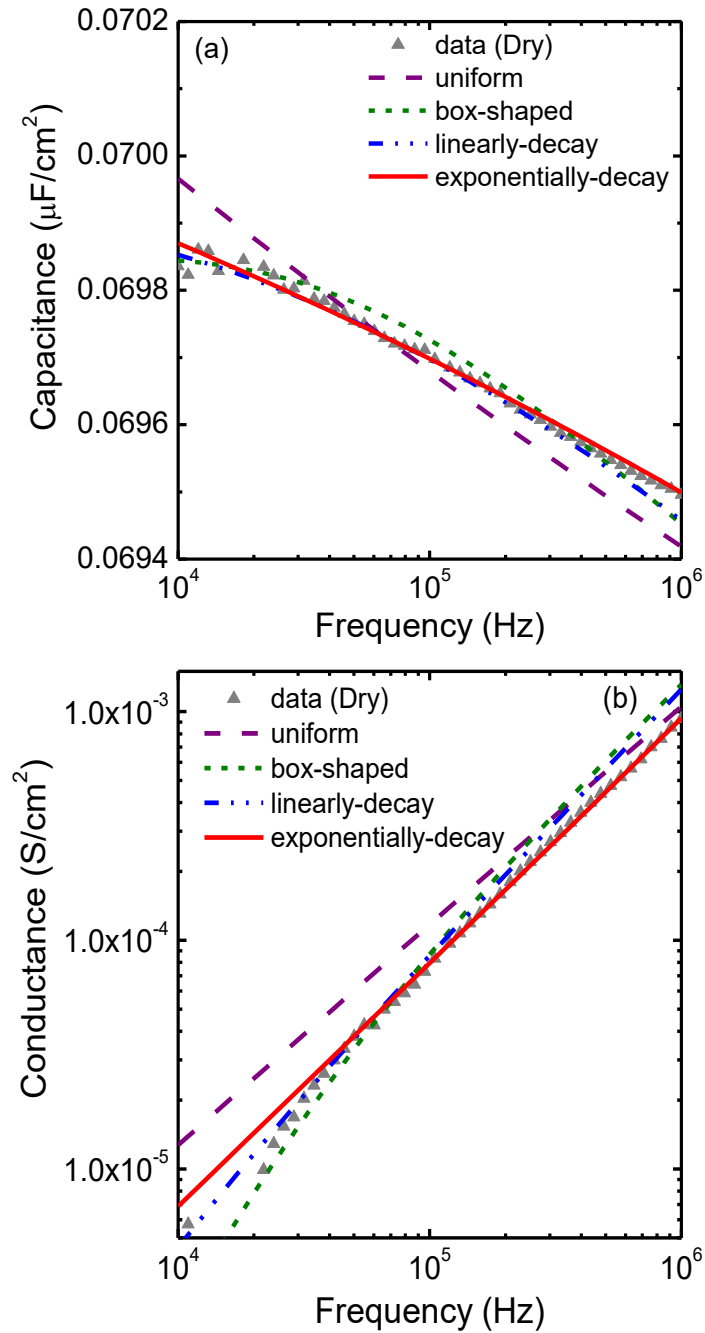 0.0702
(a)
data (Dry)
uniform
box-shaped
linearly-decay
exponentially-decay
0.0700
0.0698
0.0696
0.0694
Capacitance (μF/cm²)
10⁴ 10⁵ 10⁶
Frequency (Hz)
(b)
data (Dry)
uniform
box-shaped
linearly-decay
exponentially-decay
1.0x10⁻³
1.0x10⁻⁴
1.0x10⁻⁵
Conductance (S/cm²)
10⁴ 10⁵ 10⁶
Frequency (Hz)